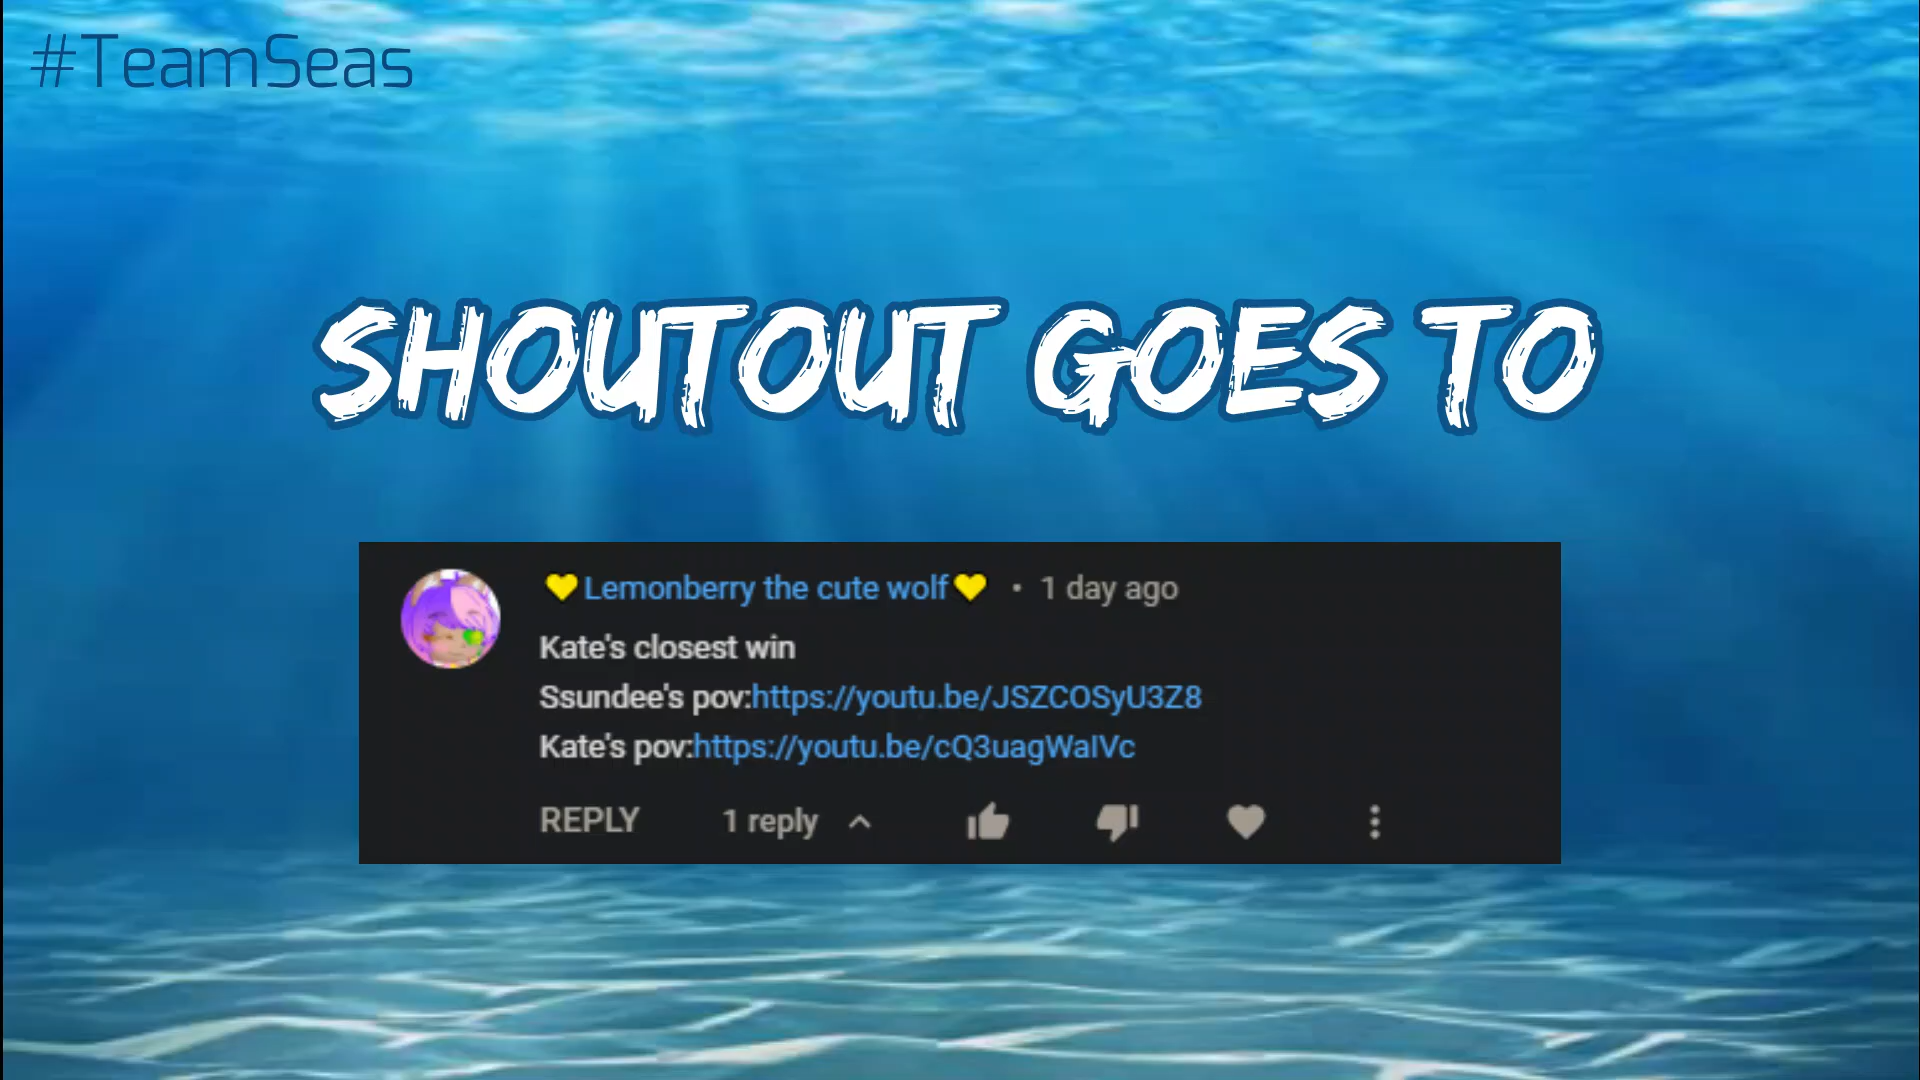 #TeamSeas
SHOUTOUT GOES TO
💛Lemonberry the cute wolf💛 • 1 day ago
Kate's closest win
Ssundee's pov:https://youtu.be/JSZCOSyU3Z8
Kate's pov:https://youtu.be/cQ3uagWaIVc
REPLY 1 reply